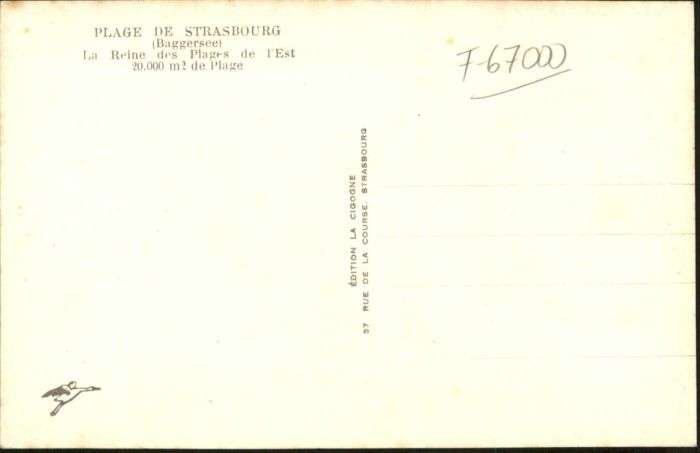 PLAGE DE STRASBOURG
(Baggersee)
La Reine des Plages de l'Est
20.000 m² de Plage
F-67000
ÉDITION LA CIGOGNE
37 RUE DE LA COURSE. STRASBOURG